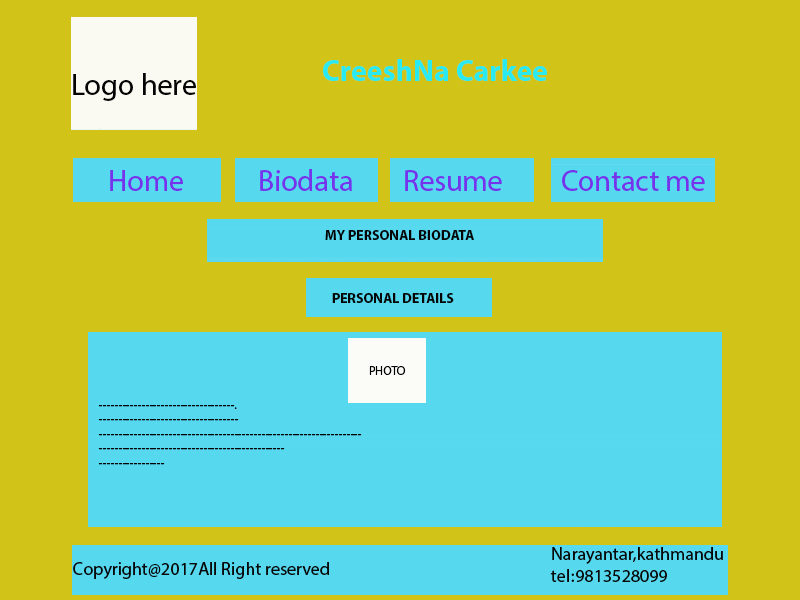 Logo here
CreeshNa Carkee
Home Biodata Resume Contact me
MY PERSONAL BIODATA
PERSONAL DETAILS
PHOTO
----------------------------------.
-----------------------------------
------------------------------------------------------------------
-----------------------------------------------
-----------------
Copyright@2017All Right reserved
Narayantar,kathmandu
tel:9813528099